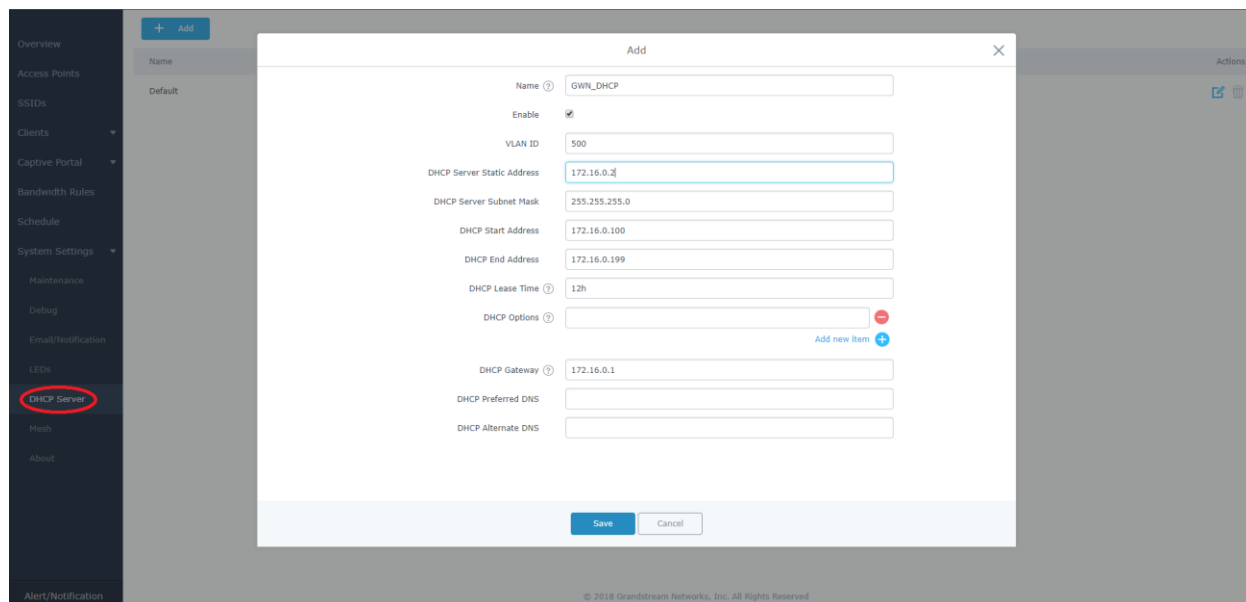 Overview
Access Points
SSIDs
Clients
Captive Portal
Bandwidth Rules
Schedule
System Settings
Maintenance
Debug
Email/Notification
LEDs
DHCP Server
Mesh
About
Alert/Notification
+ Add
Name
Actions
Default
Add
Name ? GWN_DHCP
Enable
VLAN ID 500
DHCP Server Static Address 172.16.0.2
DHCP Server Subnet Mask 255.255.255.0
DHCP Start Address 172.16.0.100
DHCP End Address 172.16.0.199
DHCP Lease Time ? 12h
DHCP Options ?
Add new item
DHCP Gateway ? 172.16.0.1
DHCP Preferred DNS
DHCP Alternate DNS
Save Cancel
© 2018 Grandstream Networks, Inc. All Rights Reserved